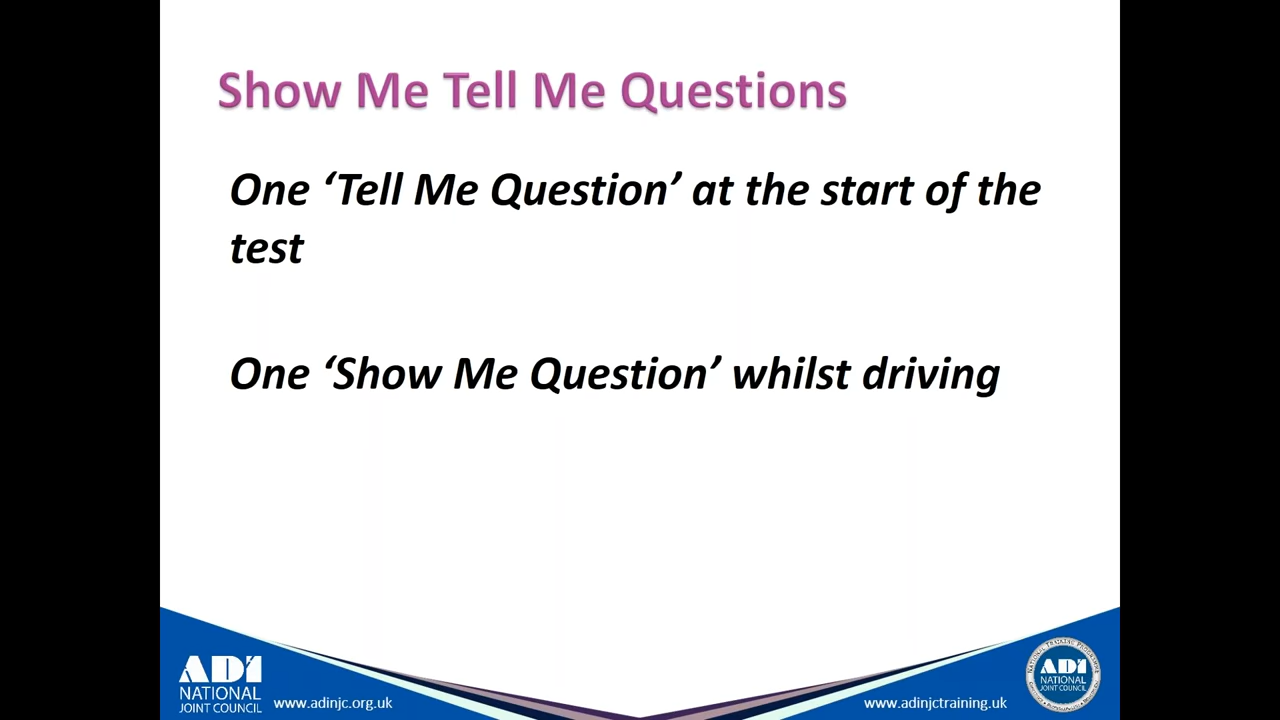 Show Me Tell Me Questions
One ‘Tell Me Question’ at the start of the
test
One ‘Show Me Question’ whilst driving
ADI
NATIONAL
JOINT COUNCIL
www.adinjc.org.uk
www.adinjctraining.uk
ADI
NATIONAL
JOINT COUNCIL